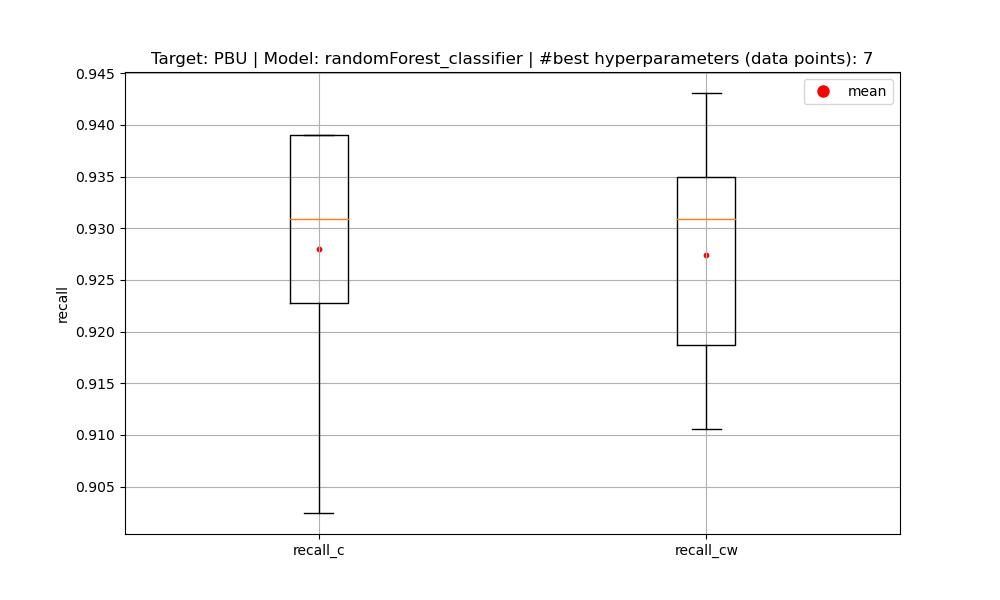 Target: PBU | Model: randomForest_classifier | #best hyperparameters (data points): 7
mean
0.945
0.940
0.935
0.930
0.925
0.920
0.915
0.910
0.905
recall
recall_c
recall_cw